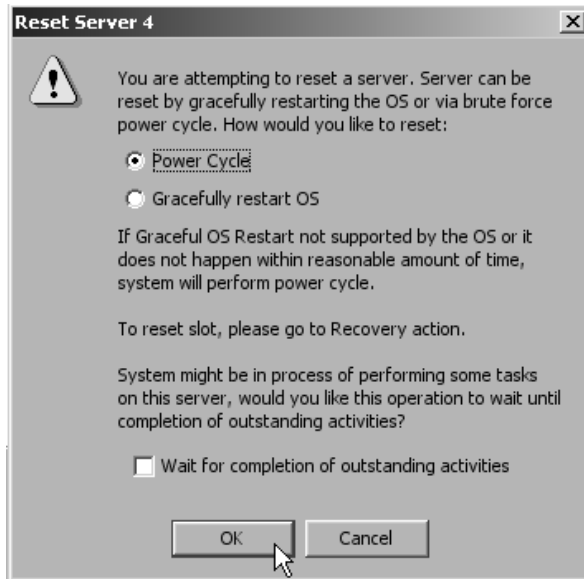 Reset Server 4
You are attempting to reset a server. Server can be
reset by gracefully restarting the OS or via brute force
power cycle. How would you like to reset:
Power Cycle
Gracefully restart OS
If Graceful OS Restart not supported by the OS or it
does not happen within reasonable amount of time,
system will perform power cycle.
To reset slot, please go to Recovery action.
System might be in process of performing some tasks
on this server, would you like this operation to wait until
completion of outstanding activities?
Wait for completion of outstanding activities
OK Cancel